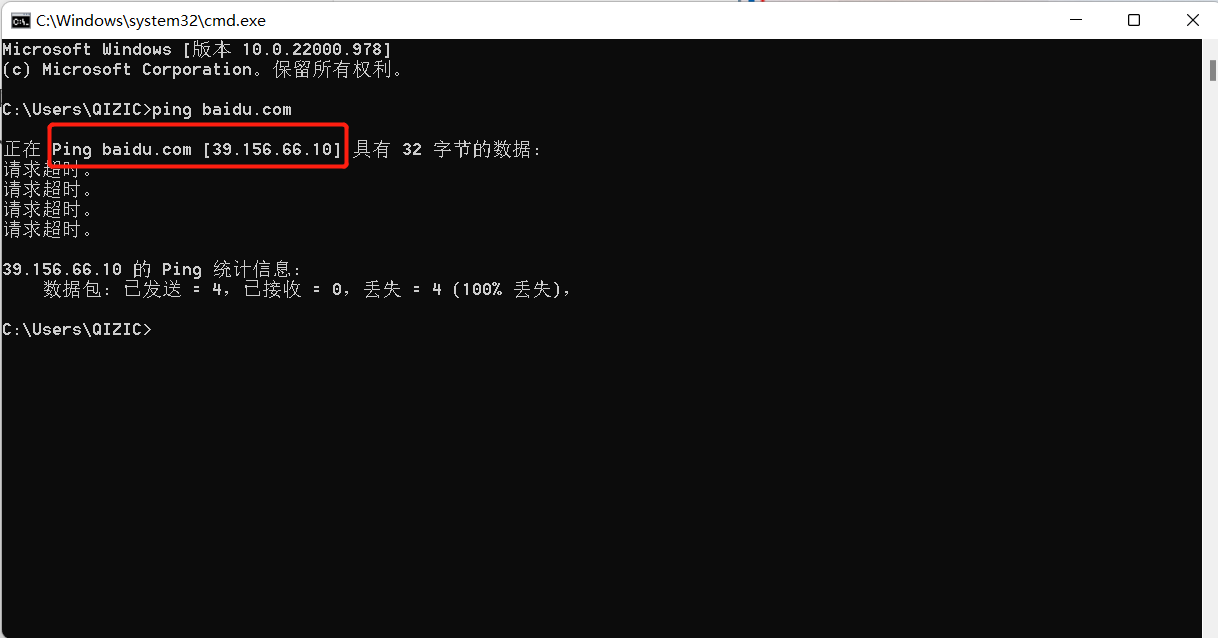 C:\Windows\system32\cmd.exe
Microsoft Windows [版本 10.0.22000.978]
(c) Microsoft Corporation。保留所有权利。
C:\Users\QIZIC>ping baidu.com
正在 Ping baidu.com [39.156.66.10] 具有 32 字节的数据:
请求超时。
请求超时。
请求超时。
请求超时。
39.156.66.10 的 Ping 统计信息:
数据包: 已发送 = 4，已接收 = 0，丢失 = 4 (100% 丢失)，
C:\Users\QIZIC>